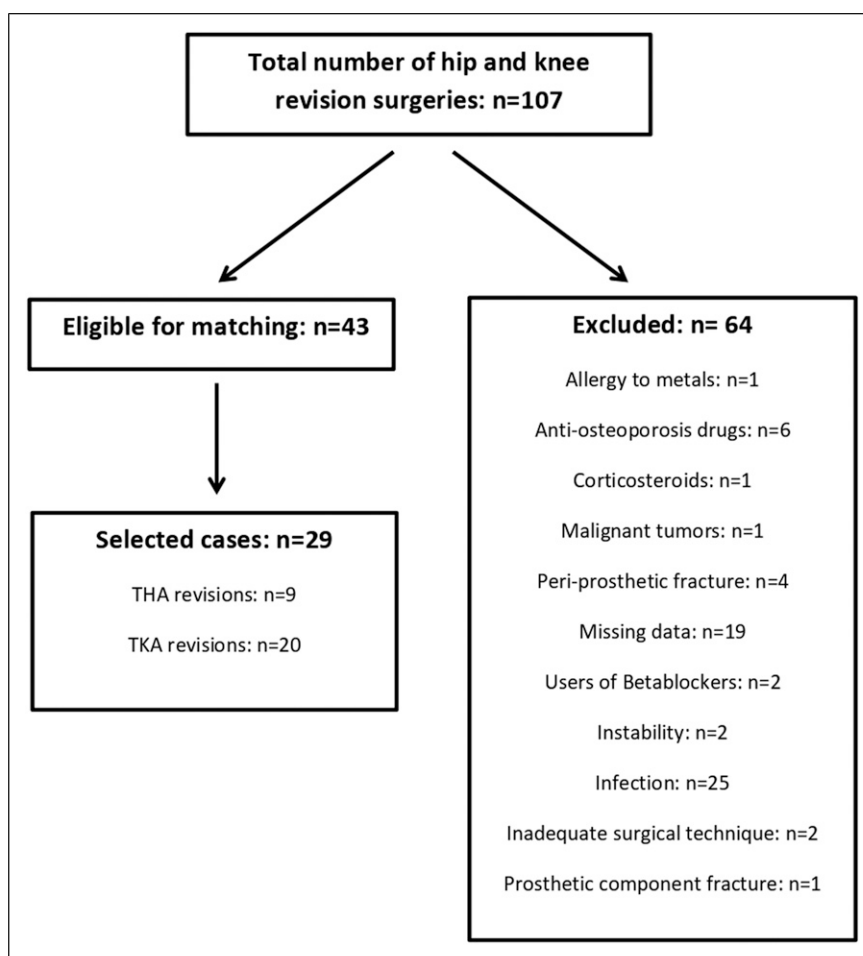 Total number of hip and knee
revision surgeries: n=107
Eligible for matching: n=43
Selected cases: n=29
THA revisions: n=9
TKA revisions: n=20
Excluded: n= 64
Allergy to metals: n=1
Anti-osteoporosis drugs: n=6
Corticosteroids: n=1
Malignant tumors: n=1
Peri-prosthetic fracture: n=4
Missing data: n=19
Users of Betablockers: n=2
Instability: n=2
Infection: n=25
Inadequate surgical technique: n=2
Prosthetic component fracture: n=1